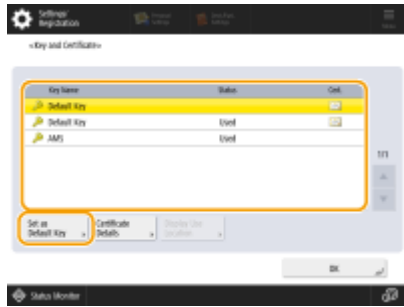 Settings/
Registration
Menu
<Key and Certificate>
Key Name Status Cert.
Default Key
Default Key Used
AMS Used
1/1
Set as
Default Key
Certificate
Details
Display Use
Location
OK
Status Monitor